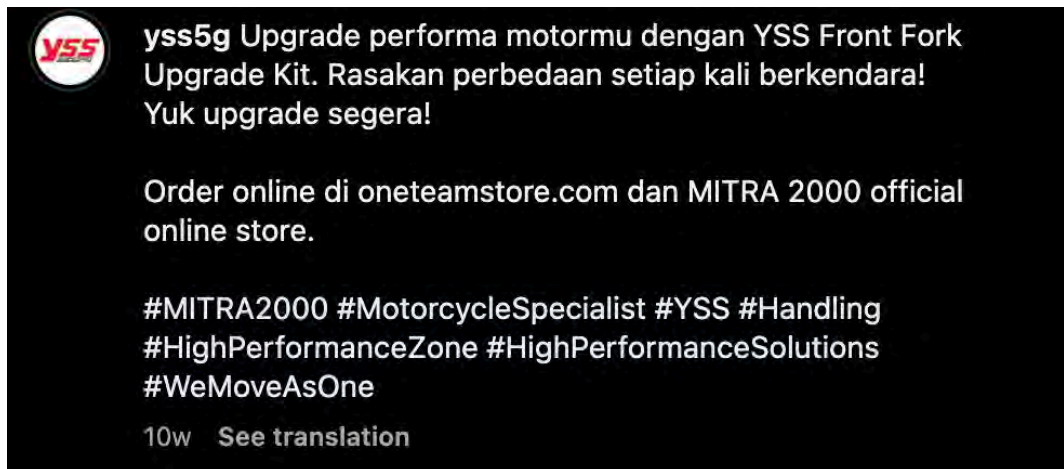 YSS
yss5g Upgrade performa motormu dengan YSS Front Fork
Upgrade Kit. Rasakan perbedaan setiap kali berkendara!
Yuk upgrade segera!
Order online di oneteamstore.com dan MITRA 2000 official
online store.
#MITRA2000 #MotorcycleSpecialist #YSS #Handling
#HighPerformanceZone #HighPerformanceSolutions
#WeMoveAsOne
10w See translation